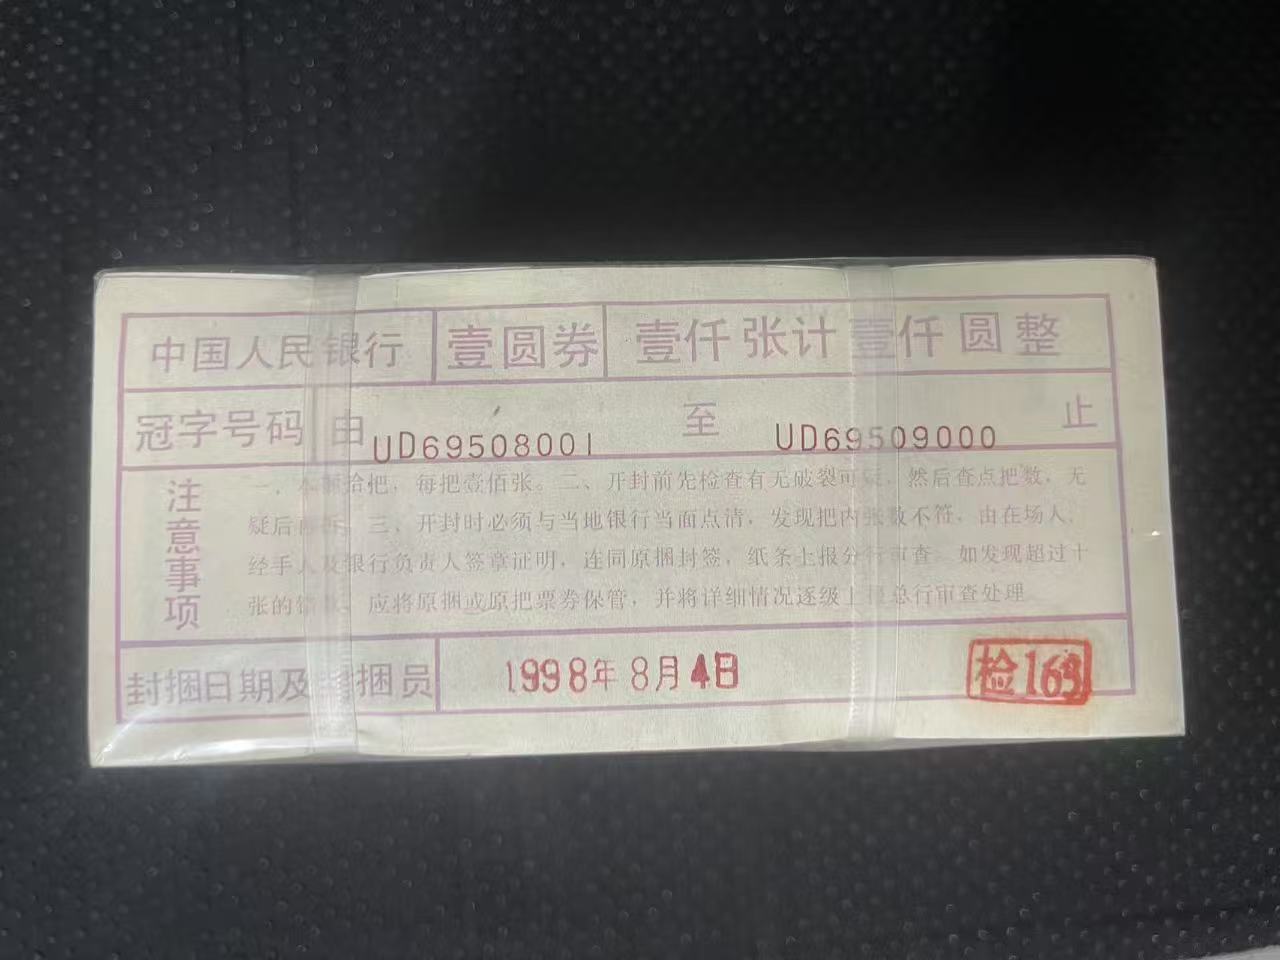 中国人民银行 壹圆券 壹仟张计壹仟圆整
冠字号码 由 UD69508001 至 UD69509000 止
注意事项
一、本捆拾把，每把壹佰张。二、开封前先检查有无破裂可疑，然后查点把数，无
疑后再拆。三、开封时必须与当地银行当面点清，发现把内张数不符，由在场人、
经手人及银行负责人签章证明，连同原捆封签，纸条上报分行审查。如发现超过十
张的错款，应将原捆或原把票券保管，并将详细情况逐级上报总行审查处理
封捆日期及封捆员 1998年8月4日 检163